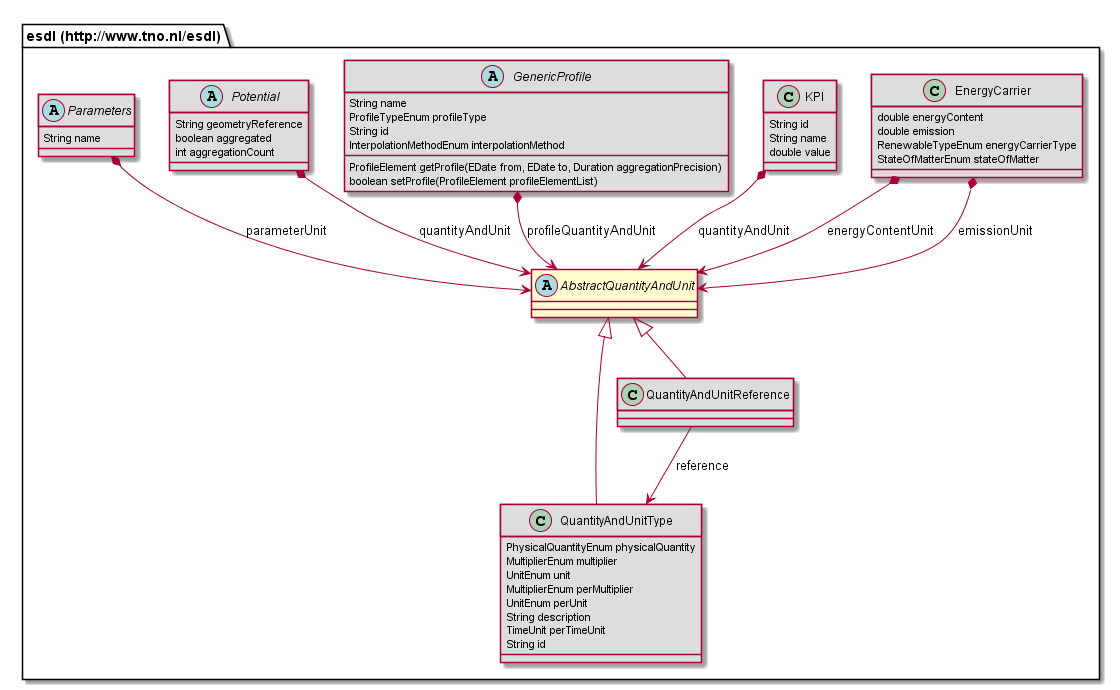 esdl (http://www.tno.nl/esdl)
A Parameters
String name
A Potential
String geometryReference
boolean aggregated
int aggregationCount
A GenericProfile
String name
ProfileTypeEnum profileType
String id
InterpolationMethodEnum interpolationMethod
ProfileElement getProfile(EDate from, EDate to, Duration aggregationPrecision)
boolean setProfile(ProfileElement profileElementList)
C KPI
String id
String name
double value
C EnergyCarrier
double energyContent
double emission
RenewableTypeEnum energyCarrierType
StateOfMatterEnum stateOfMatter
parameterUnit
quantityAndUnit
profileQuantityAndUnit
quantityAndUnit
energyContentUnit
emissionUnit
A AbstractQuantityAndUnit
C QuantityAndUnitReference
reference
C QuantityAndUnitType
PhysicalQuantityEnum physicalQuantity
MultiplierEnum multiplier
UnitEnum unit
MultiplierEnum perMultiplier
UnitEnum perUnit
String description
TimeUnit perTimeUnit
String id